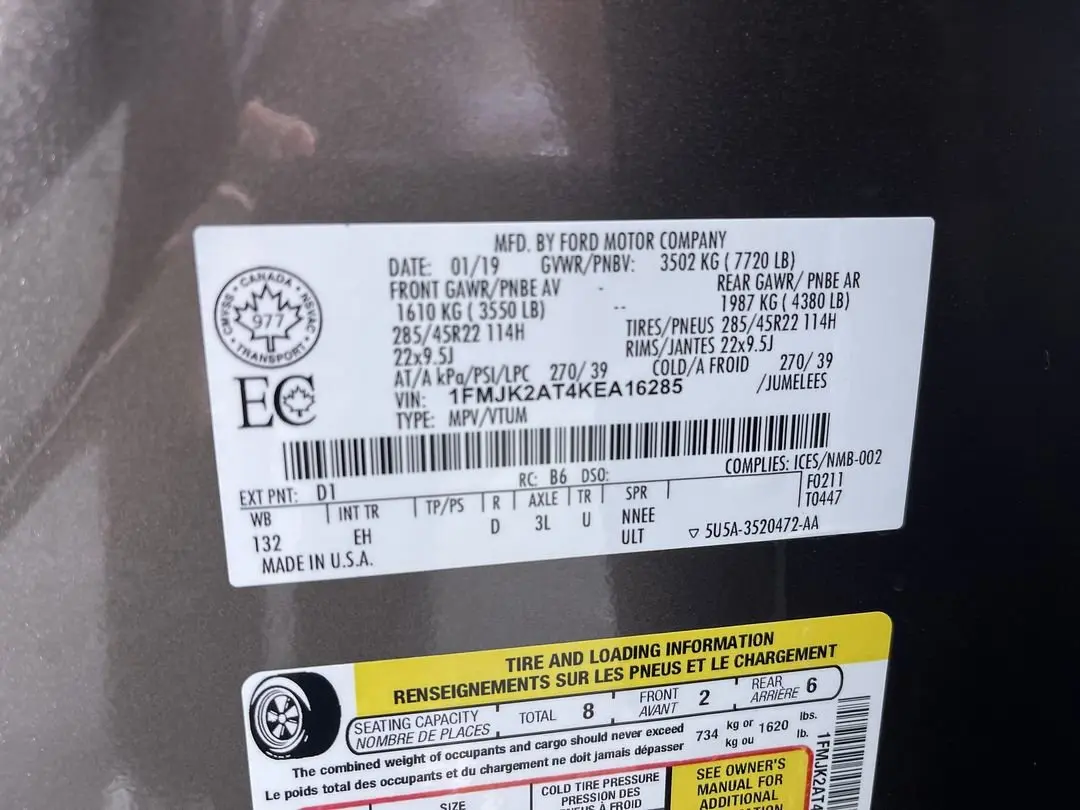 MFD. BY FORD MOTOR COMPANY
DATE: 01/19 GVWR/PNBV: 3502 KG ( 7720 LB)
FRONT GAWR/PNBE AV - REAR GAWR/ PNBE AR
1610 KG ( 3550 LB) -- 1987 KG ( 4380 LB)
285/45R22 114H TIRES/PNEUS 285/45R22 114H
22x9.5J RIMS/JANTES 22x9.5J
AT/A kPa/PSI/LPC 270/ 39 COLD/A FROID 270/ 39
VIN: 1FMJK2AT4KEA16285 /JUMELEES
TYPE: MPV/VTUM
CANADA
CMVSS NSVAC
977
TRANSPORT
EC
RC: B6 DSO: COMPLIES: ICES/NMB-002
EXT PNT: D1 F0211
WB INT TR TP/PS R AXLE TR SPR T0447
132 EH D 3L U NNEE
ULT 5U5A-3520472-AA
MADE IN U.S.A.
TIRE AND LOADING INFORMATION
RENSEIGNEMENTS SUR LES PNEUS ET LE CHARGEMENT
SEATING CAPACITY TOTAL 8 FRONT 2 REAR 6
NOMBRE DE PLACES AVANT ARRIÈRE
The combined weight of occupants and cargo should never exceed 734 kg or 1620 lbs.
Le poids total des occupants et du chargement ne doit jamais dépasser kg ou lb.
SIZE
COLD TIRE PRESSURE
PRESSION DES
PNEUS À FROID
SEE OWNER'S
MANUAL FOR
ADDITIONAL
1FMJK2AT4